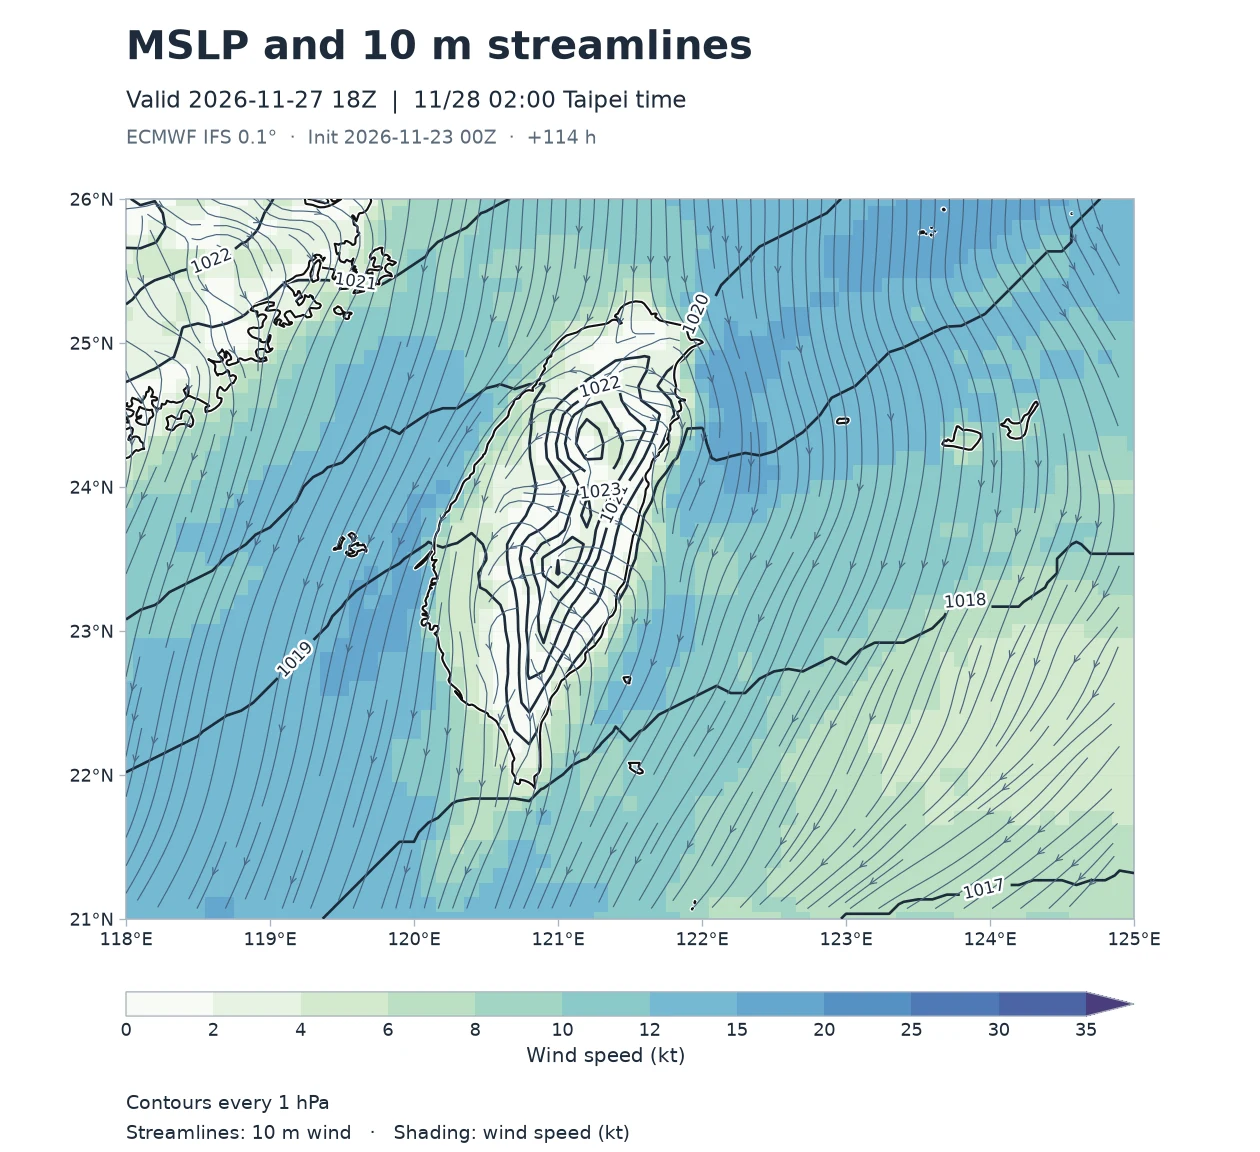 MSLP and 10 m streamlines
Valid 2026-11-27 18Z | 11/28 02:00 Taipei time
ECMWF IFS 0.1° · Init 2026-11-23 00Z · +114 h
26°N
25°N
24°N
23°N
22°N
21°N
1022
1021
1020
1022
1023
1019
1018
1017
118°E 119°E 120°E 121°E 122°E 123°E 124°E 125°E
0 2 4 6 8 10 12 15 20 25 30 35
Wind speed (kt)
Contours every 1 hPa
Streamlines: 10 m wind · Shading: wind speed (kt)